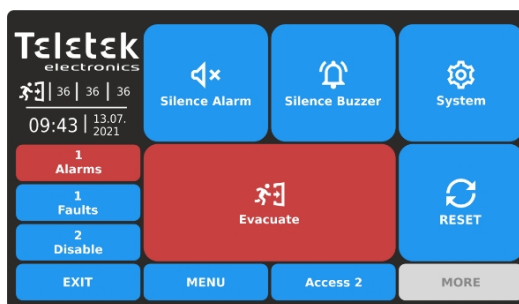 Teletek
electronics
36 | 36 | 36
09:43 | 13.07.
2021
1
Alarms
1
Faults
2
Disable
EXIT
Silence Alarm
Silence Buzzer
System
Evacuate
RESET
MENU
Access 2
MORE